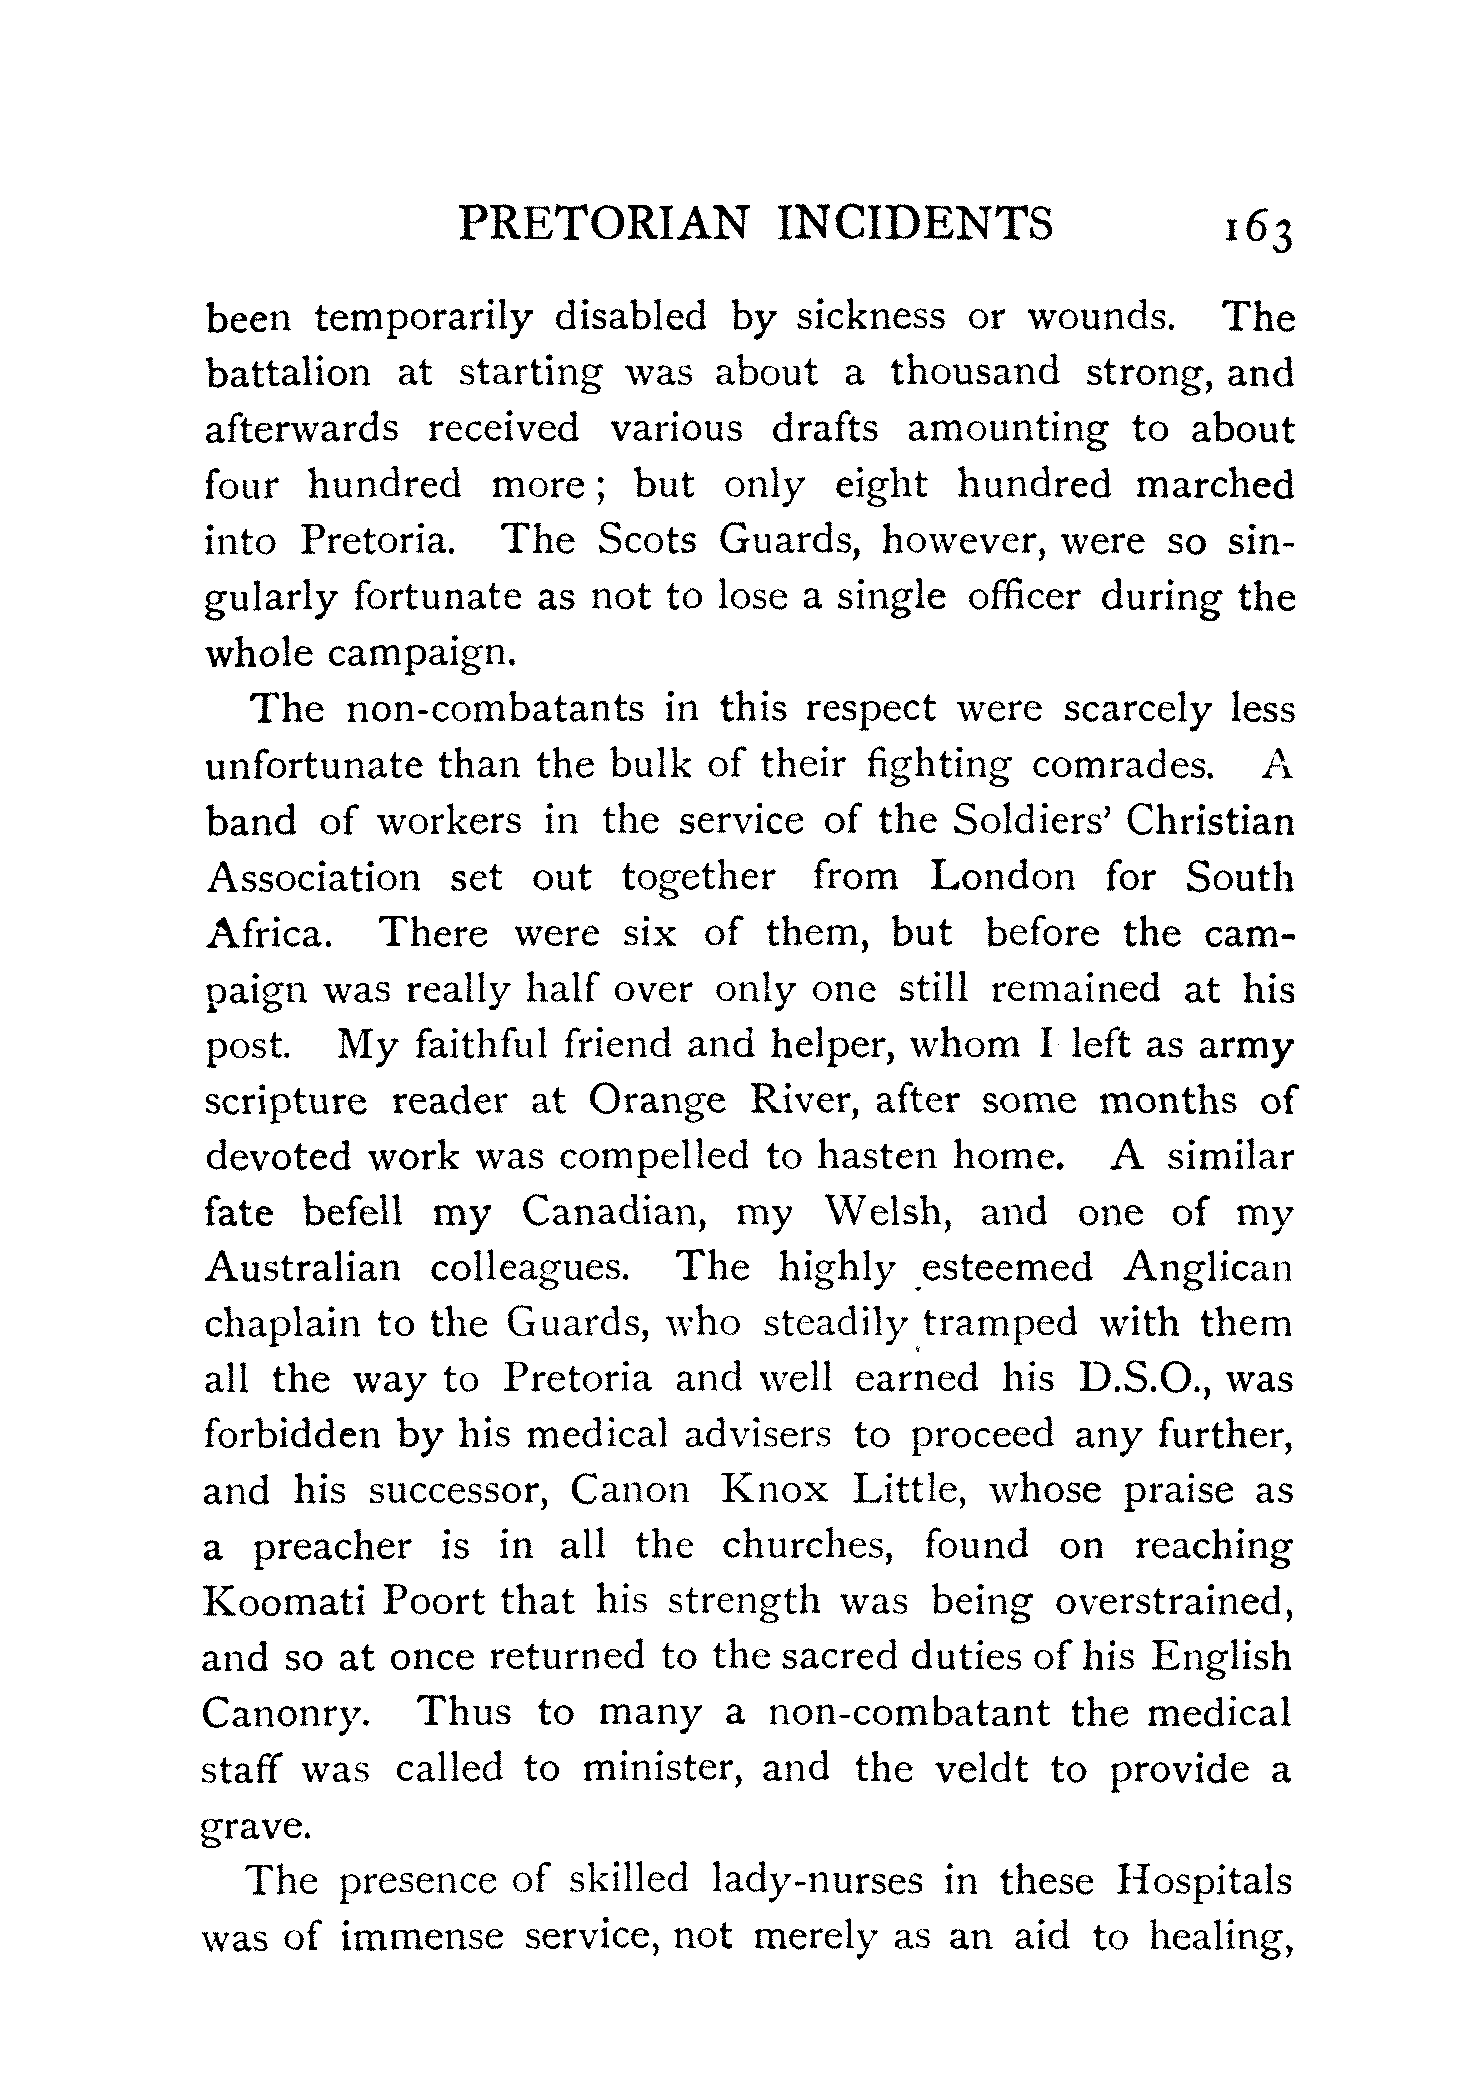 PRETORIAN INCIDENTS 163
been temporarily disabled by sickness or wounds. The
battalion at starting was about a thousand strong, and
afterwards received various drafts amounting to about
four hundred more; but only eight hundred marched
into Pretoria. The Scots Guards, however, were so sin-
gularly fortunate as not to lose a single officer during the
whole campaign.
The non-combatants in this respect were scarcely less
unfortunate than the bulk of their fighting comrades. A
band of workers in the service of the Soldiers' Christian
Association set out together from London for South
Africa. There were six of them, but before the cam-
paign was really half over only one still remained at his
post. My faithful friend and helper, whom I left as army
scripture reader at Orange River, after some months of
devoted work was compelled to hasten home. A similar
fate befell my Canadian, my Welsh, and one of my
Australian colleagues. The highly esteemed Anglican
chaplain to the Guards, who steadily tramped with them
all the way to Pretoria and well earned his D.S.O., was
forbidden by his medical advisers to proceed any further,
and his successor, Canon Knox Little, whose praise as
a preacher is in all the churches, found on reaching
Koomati Poort that his strength was being overstrained,
and so at once returned to the sacred duties of his English
Canonry. Thus to many a non-combatant the medical
staff was called to minister, and the veldt to provide a
grave.
The presence of skilled lady-nurses in these Hospitals
was of immense service, not merely as an aid to healing,